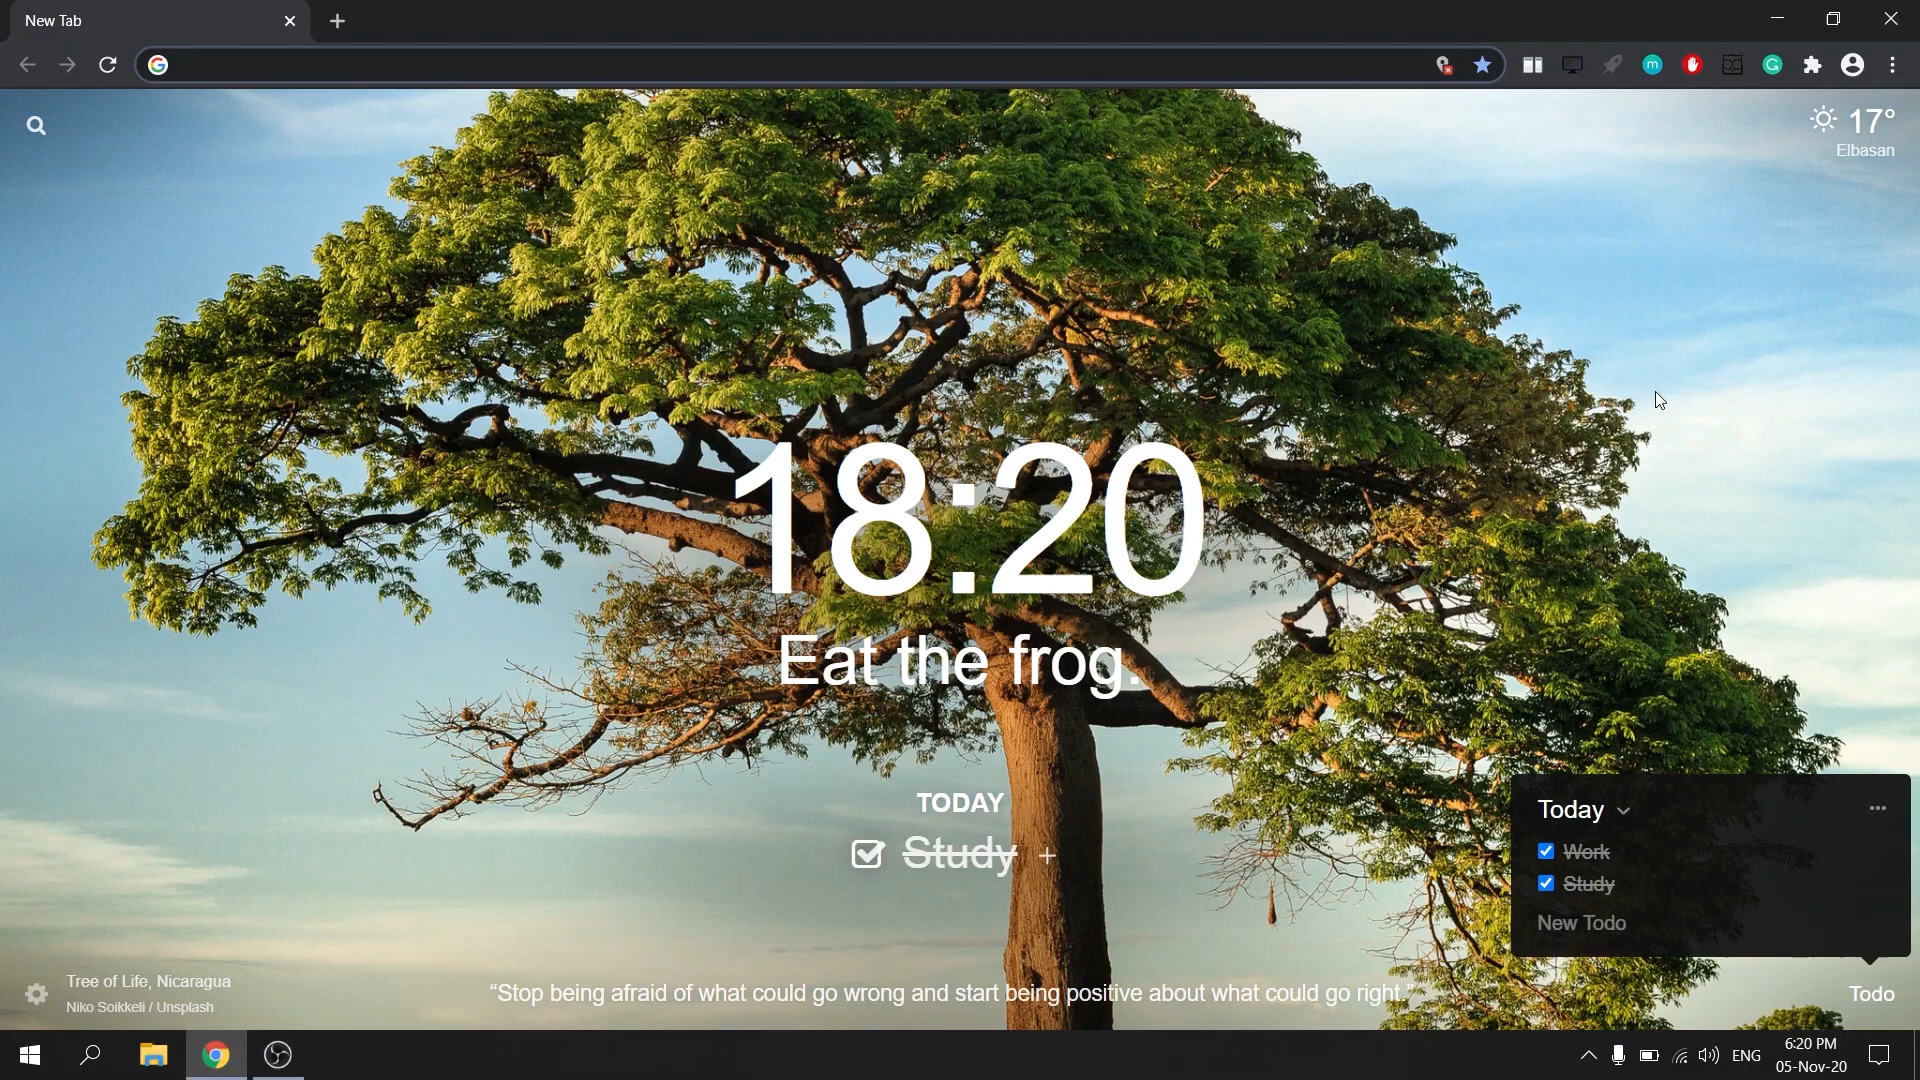 New Tab
17°
Elbasan
18:20
Eat the frog.
TODAY
Study
Today
Work
Study
New Todo
Tree of Life, Nicaragua
Niko Soikkeli / Unsplash
“Stop being afraid of what could go wrong and start being positive about what could go right.”
Todo
ENG
6:20 PM
05-Nov-20